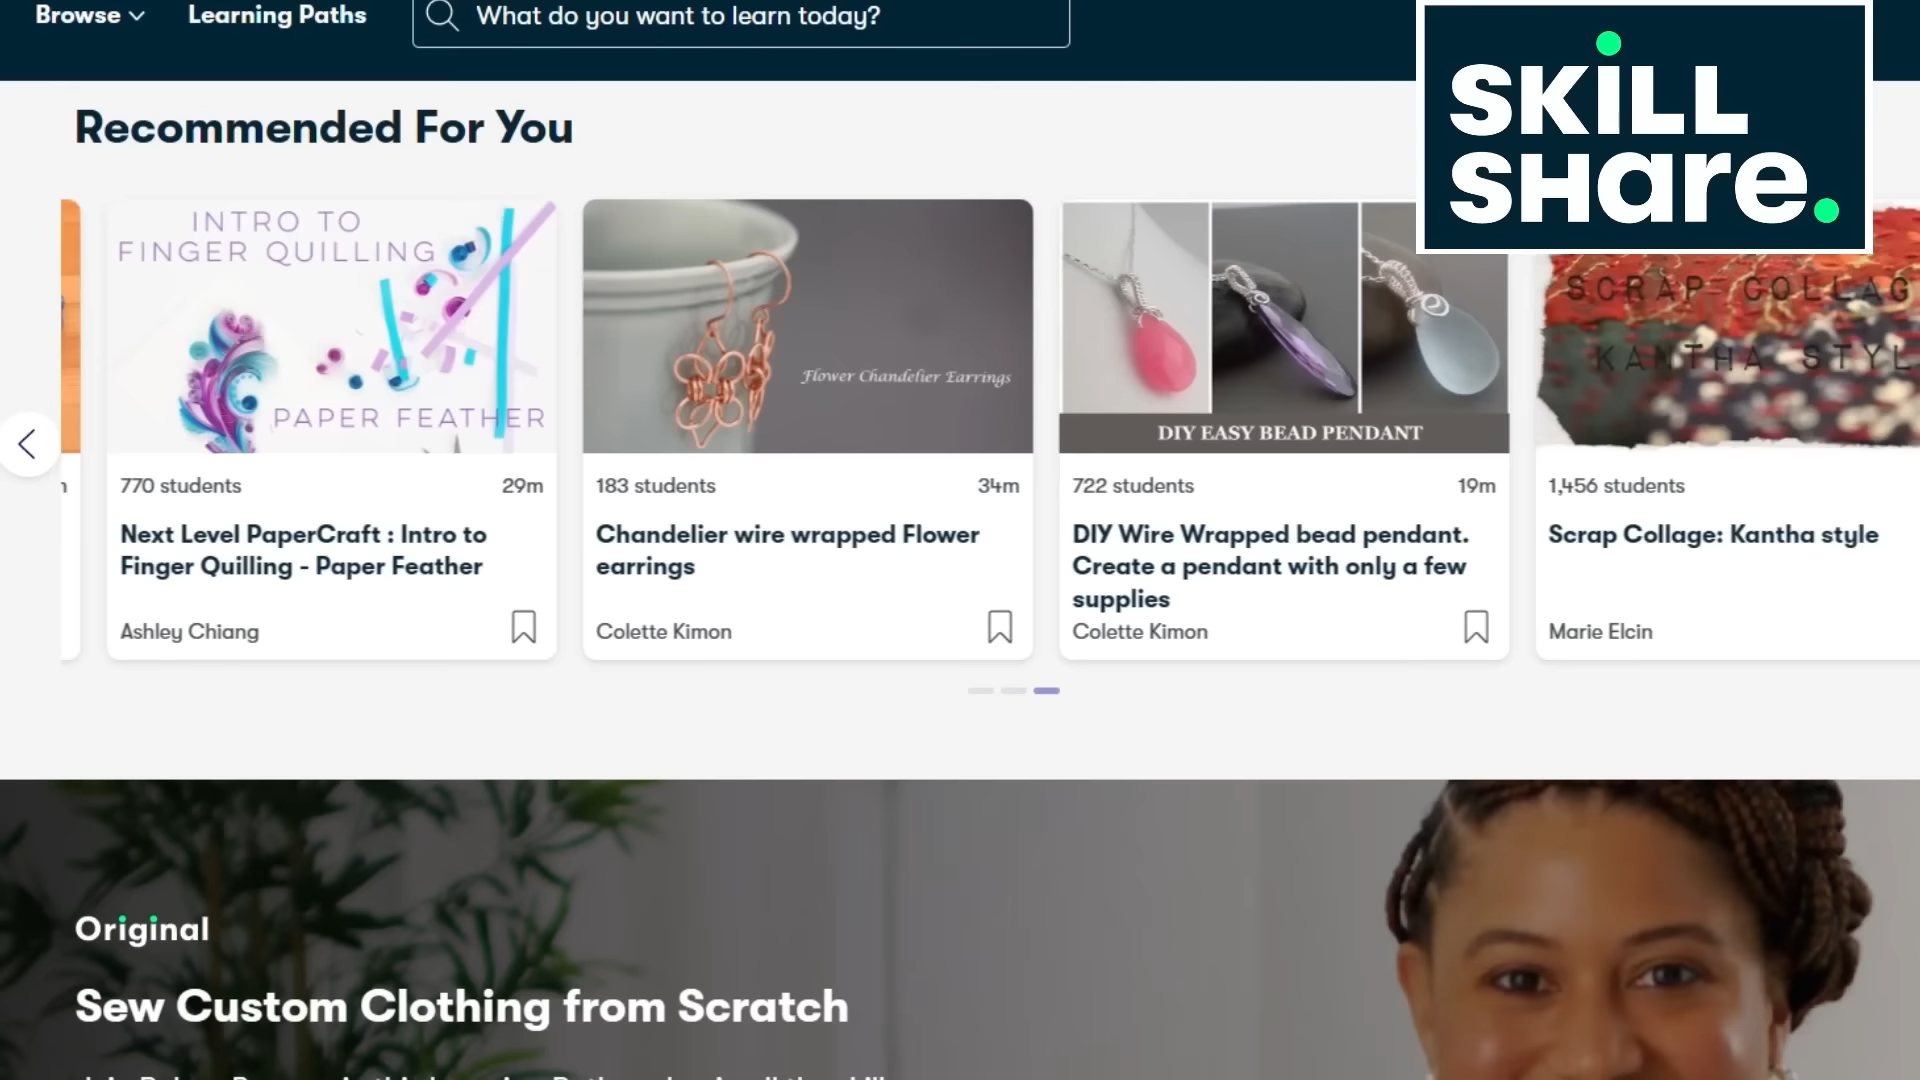 Browse
Learning Paths
What do you want to learn today?
SKILL
SHARE.
Recommended For You
INTRO TO
FINGER QUILLING
PAPER FEATHER
770 students
29m
Next Level PaperCraft : Intro to
Finger Quilling - Paper Feather
Ashley Chiang
Flower Chandelier Earrings
183 students
34m
Chandelier wire wrapped Flower
earrings
Colette Kimon
DIY EASY BEAD PENDANT
722 students
19m
DIY Wire Wrapped bead pendant.
Create a pendant with only a few
supplies
Colette Kimon
SCRAP COLLAG
KANTHA STYL
1,456 students
Scrap Collage: Kantha style
Marie Elcin
Original
Sew Custom Clothing from Scratch